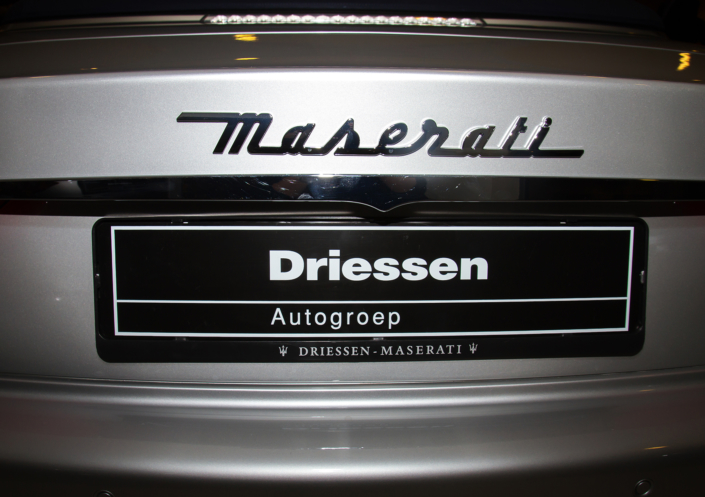 Maserati
Driessen
Autogroep
DRIESSEN-MASERATI